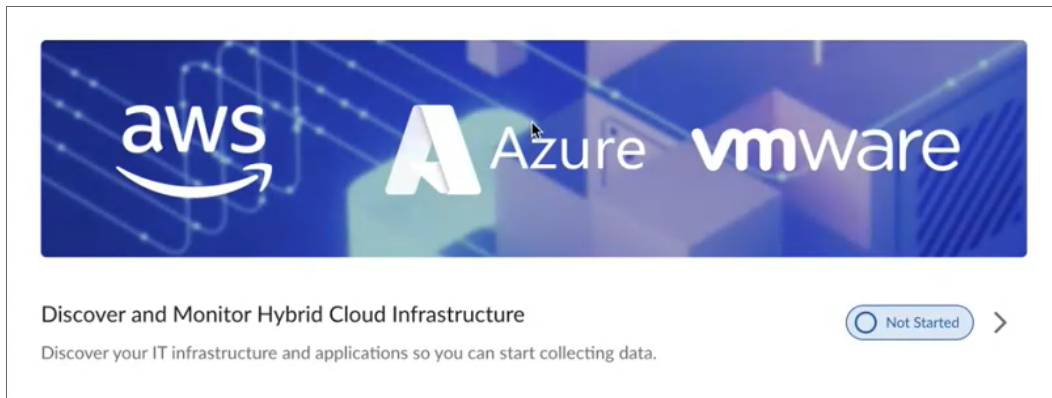 aws
Azure
vmware
Discover and Monitor Hybrid Cloud Infrastructure
Not Started
Discover your IT infrastructure and applications so you can start collecting data.